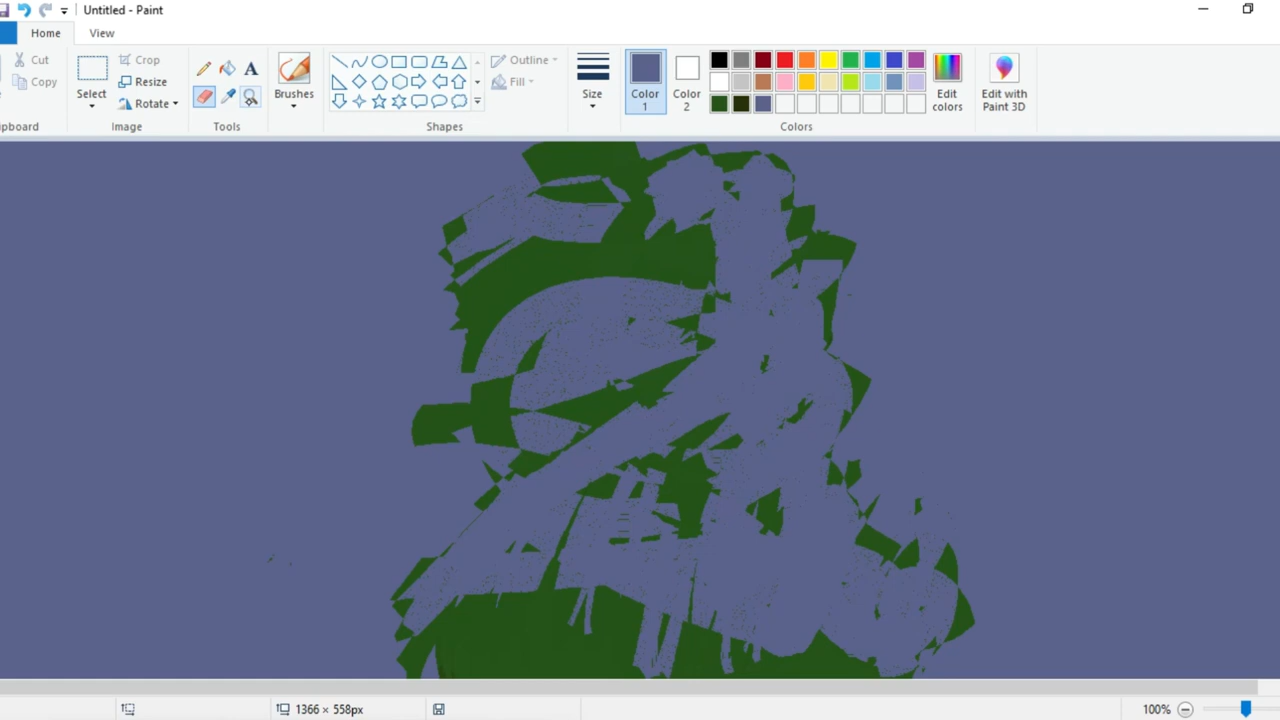 Untitled - Paint
Home View
Cut
Copy
Select
Crop
Resize
Rotate
A
Brushes
Outline
Fill
Size
Color 1
Color 2
Edit colors
Edit with Paint 3D
Image
Tools
Shapes
Colors
1366 × 558px
100%